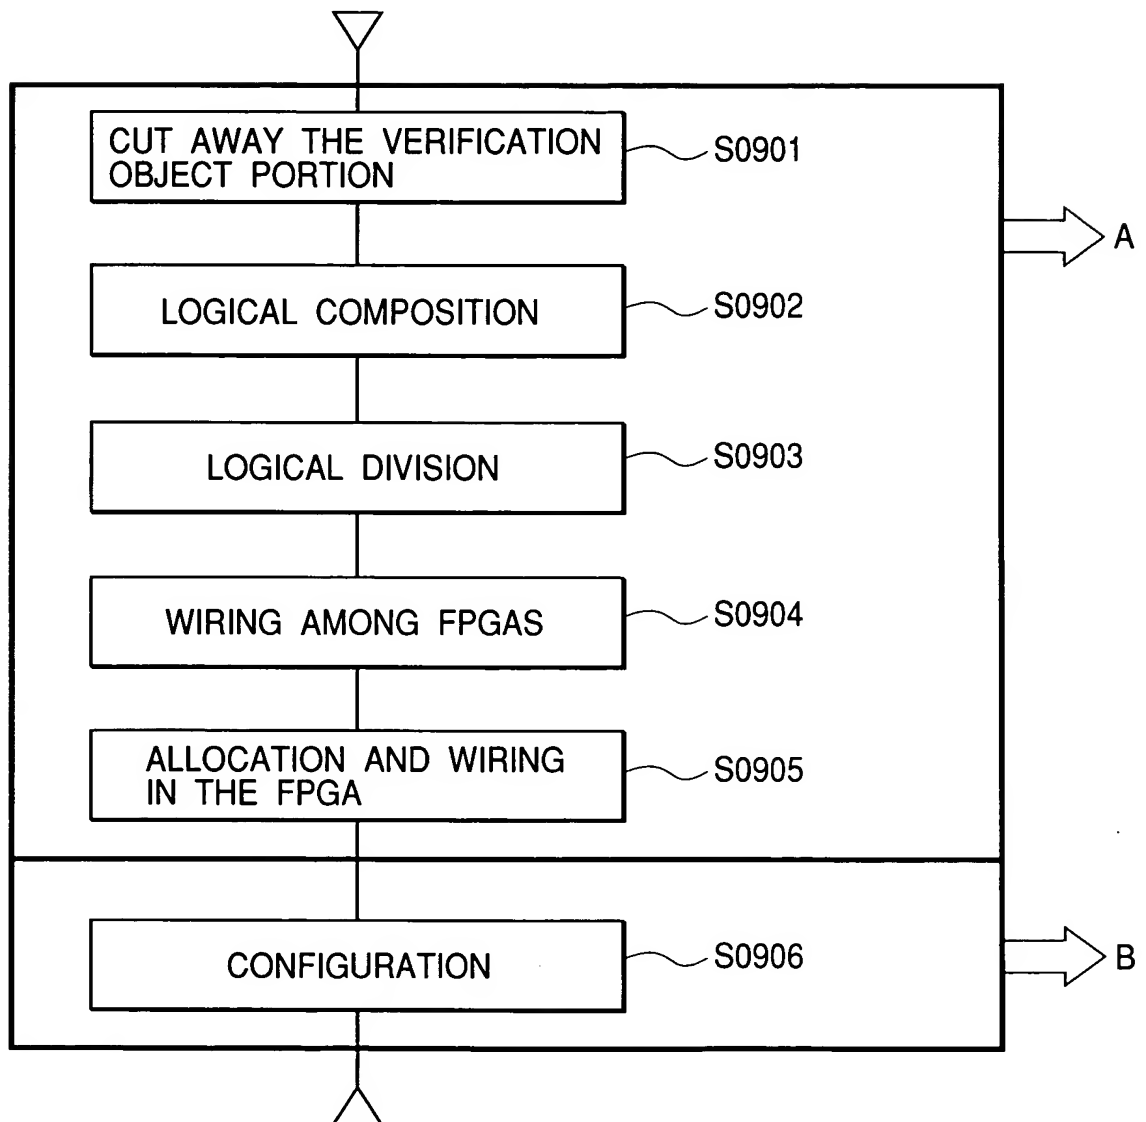 CUT AWAY THE VERIFICATION
OBJECT PORTION
S0901
A
LOGICAL COMPOSITION
S0902
LOGICAL DIVISION
S0903
WIRING AMONG FPGAS
S0904
ALLOCATION AND WIRING
IN THE FPGA
S0905
CONFIGURATION
S0906
B